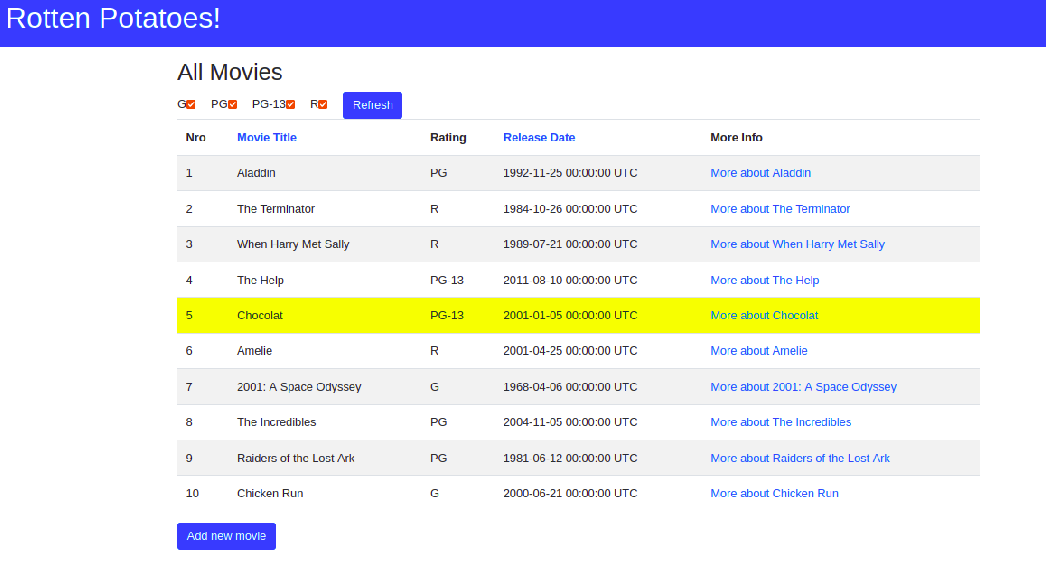 Rotten Potatoes!
All Movies
G PG PG-13 R Refresh
Nro Movie Title Rating Release Date More Info
1 Aladdin PG 1992-11-25 00:00:00 UTC More about Aladdin
2 The Terminator R 1984-10-26 00:00:00 UTC More about The Terminator
3 When Harry Met Sally R 1989-07-21 00:00:00 UTC More about When Harry Met Sally
4 The Help PG-13 2011-08-10 00:00:00 UTC More about The Help
5 Chocolat PG-13 2001-01-05 00:00:00 UTC More about Chocolat
6 Amelie R 2001-04-25 00:00:00 UTC More about Amelie
7 2001: A Space Odyssey G 1968-04-06 00:00:00 UTC More about 2001: A Space Odyssey
8 The Incredibles PG 2004-11-05 00:00:00 UTC More about The Incredibles
9 Raiders of the Lost Ark PG 1981-06-12 00:00:00 UTC More about Raiders of the Lost Ark
10 Chicken Run G 2000-06-21 00:00:00 UTC More about Chicken Run
Add new movie